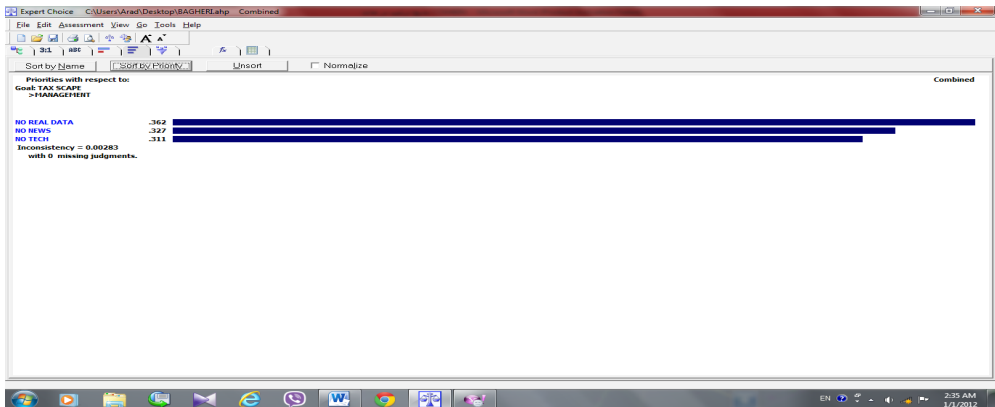 Expert Choice C:\Users\Arad\Desktop\BAGHERI.ahp Combined
File Edit Assessment View Go Tools Help
A A
3:1 ABC
Sort by Name Sort by Priority Unsort Normalize
Priorities with respect to: Combined
Goal: TAX SCAPE
>MANAGEMENT
NO REAL DATA .362
NO NEWS .327
NO TECH .311
Inconsistency = 0.00283
with 0 missing judgments.
EN 2:35 AM
1/1/2012